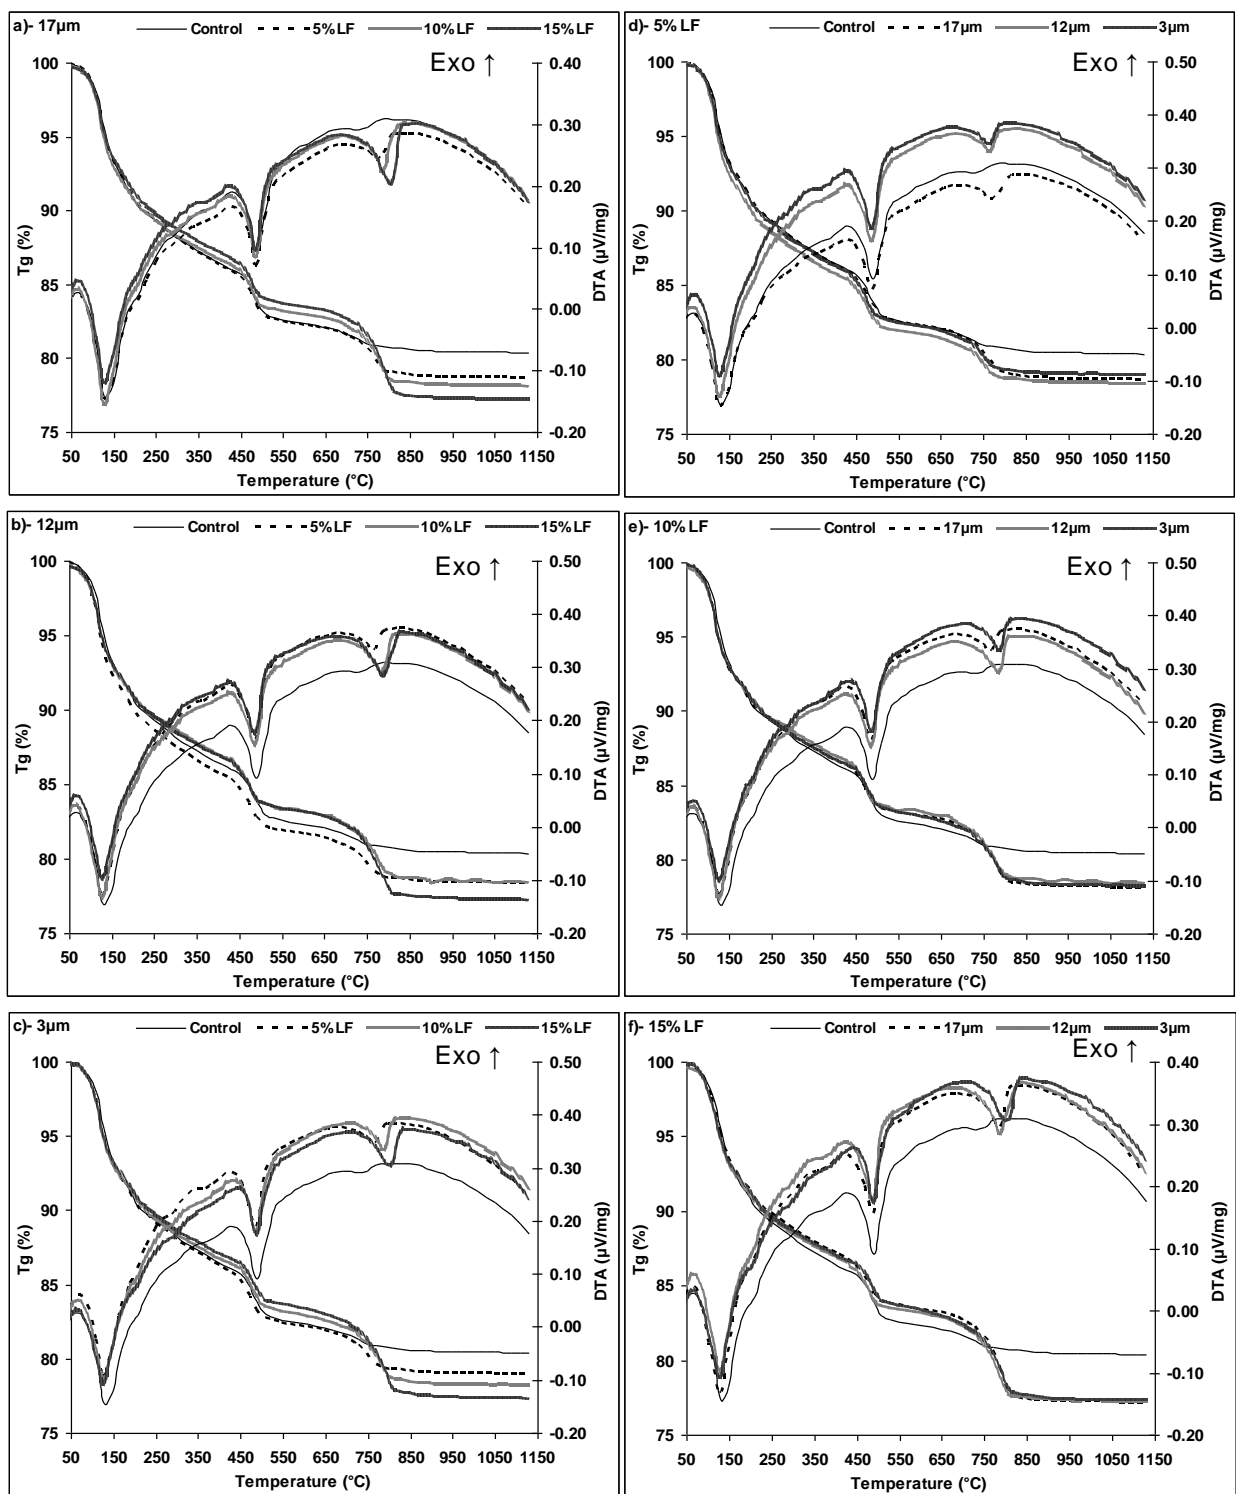 a)- 17µm Control 5%LF 10%LF 15%LF
Exo ↑
100 95 90 85 80 75
Tg (%)
0.40 0.30 0.20 0.10 0.00 -0.10 -0.20
DTA (µV/mg)
50 150 250 350 450 550 650 750 850 950 1050 1150
Temperature (°C)
d)- 5%LF Control 17µm 12µm 3µm
Exo ↑
100 95 90 85 80 75
Tg (%)
0.50 0.40 0.30 0.20 0.10 0.00 -0.10 -0.20
DTA (µV/mg)
50 150 250 350 450 550 650 750 850 950 1050 1150
Temperature (°C)
b)- 12µm Control 5%LF 10%LF 15%LF
Exo ↑
100 95 90 85 80 75
Tg (%)
0.50 0.40 0.30 0.20 0.10 0.00 -0.10 -0.20
DTA (µV/mg)
50 150 250 350 450 550 650 750 850 950 1050 1150
Temperature (°C)
e)- 10%LF Control 17µm 12µm 3µm
Exo ↑
100 95 90 85 80 75
Tg (%)
0.50 0.40 0.30 0.20 0.10 0.00 -0.10 -0.20
DTA (µV/mg)
50 150 250 350 450 550 650 750 850 950 1050 1150
Temperature (°C)
c)- 3µm Control 5%LF 10%LF 15%LF
Exo ↑
100 95 90 85 80 75
Tg (%)
0.50 0.40 0.30 0.20 0.10 0.00 -0.10 -0.20
DTA (µV/mg)
50 150 250 350 450 550 650 750 850 950 1050 1150
Temperature (°C)
f)- 15%LF Control 17µm 12µm 3µm
Exo ↑
100 95 90 85 80 75
Tg (%)
0.40 0.30 0.20 0.10 0.00 -0.10 -0.20
DTA (µV/mg)
50 150 250 350 450 550 650 750 850 950 1050 1150
Temperature (°C)